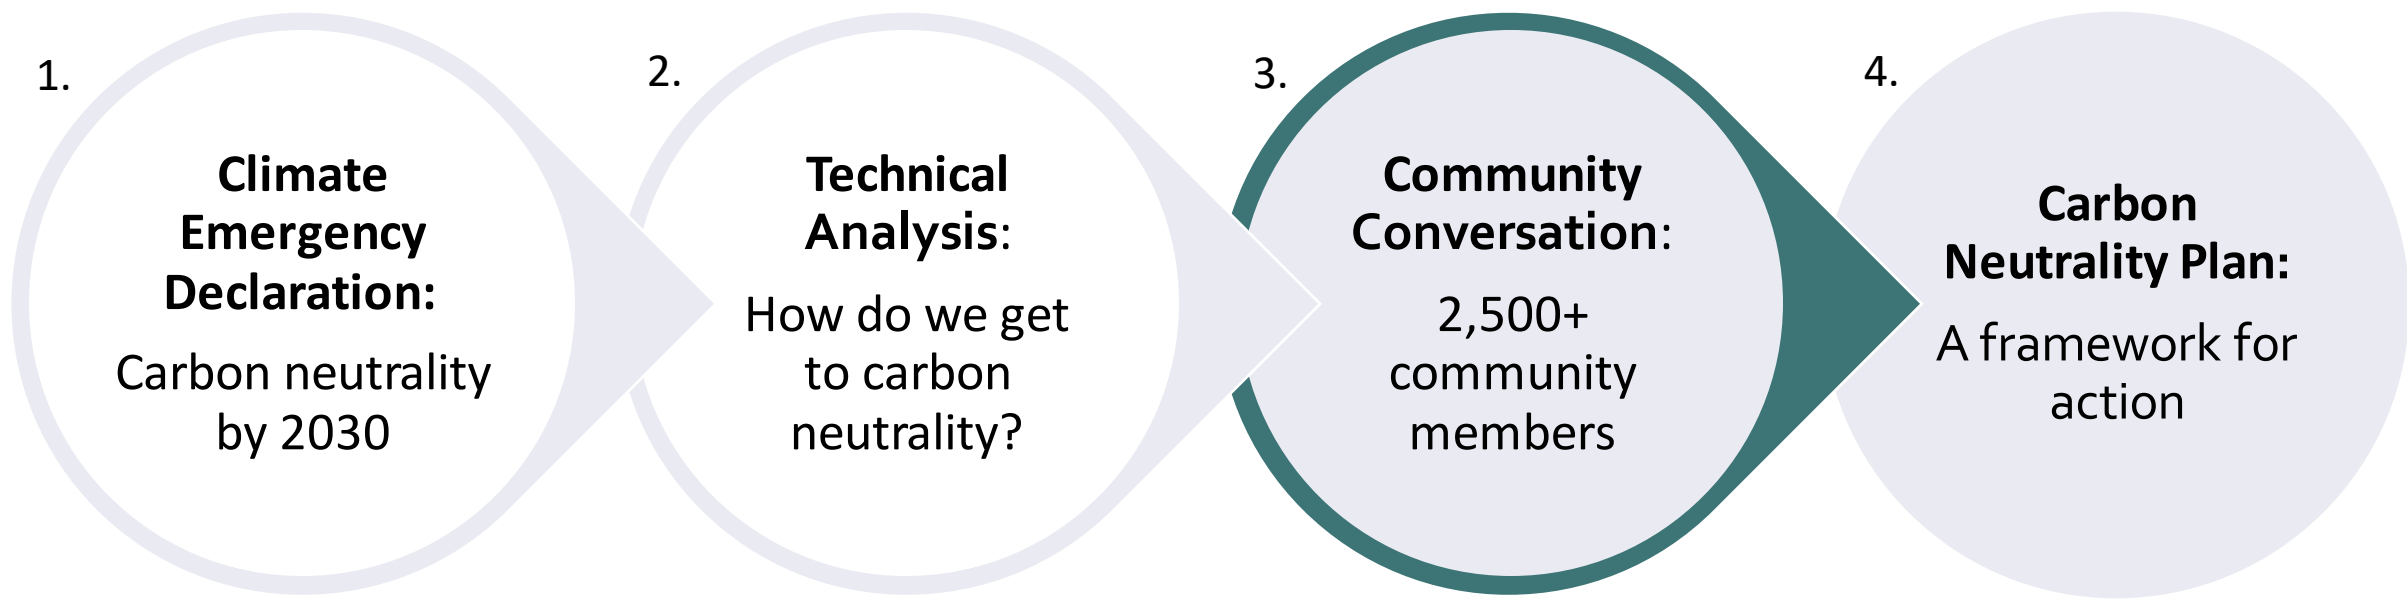 1.
Climate
Emergency
Declaration:
Carbon neutrality
by 2030
2.
Technical
Analysis:
How do we get
to carbon
neutrality?
3.
Community
Conversation:
2,500+
community
members
4.
Carbon
Neutrality Plan:
A framework for
action